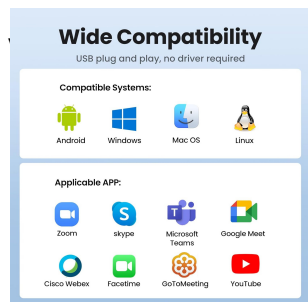 Wide Compatibility
USB plug and play, no driver required
Compatible Systems:
Android Windows Mac OS Linux
Applicable APP:
Zoom skype Microsoft Teams Google Meet
Cisco Webex Facetime GoToMeeting YouTube